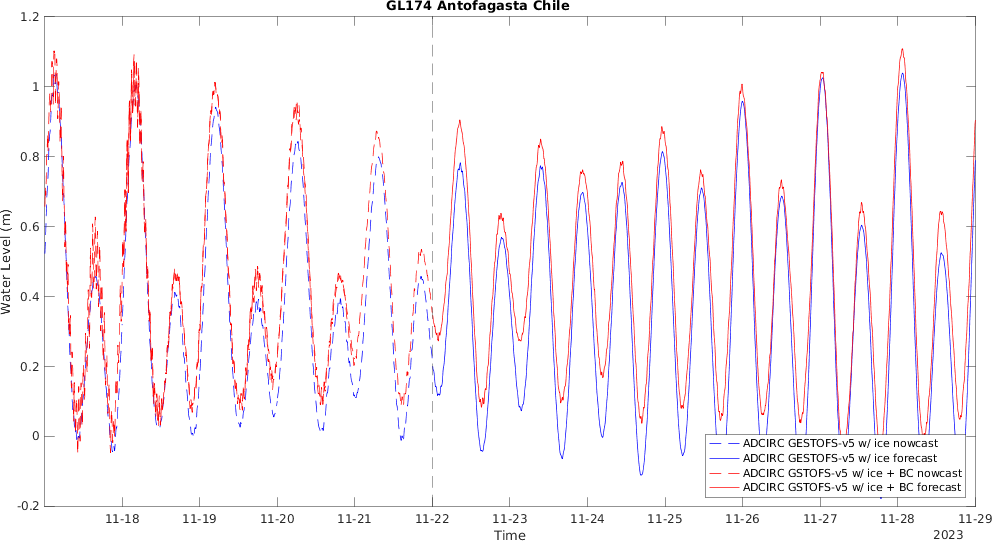 GL174 Antofagasta Chile
1.2
1
0.8
0.6
0.4
0.2
0
-0.2
Water Level (m)
ADCIRC GESTOFS-v5 w/ ice nowcast
ADCIRC GESTOFS-v5 w/ ice forecast
ADCIRC GSTOFS-v5 w/ ice + BC nowcast
ADCIRC GSTOFS-v5 w/ ice + BC forecast
11-18 11-19 11-20 11-21 11-22 11-23 11-24 11-25 11-26 11-27 11-28 11-29
Time
2023